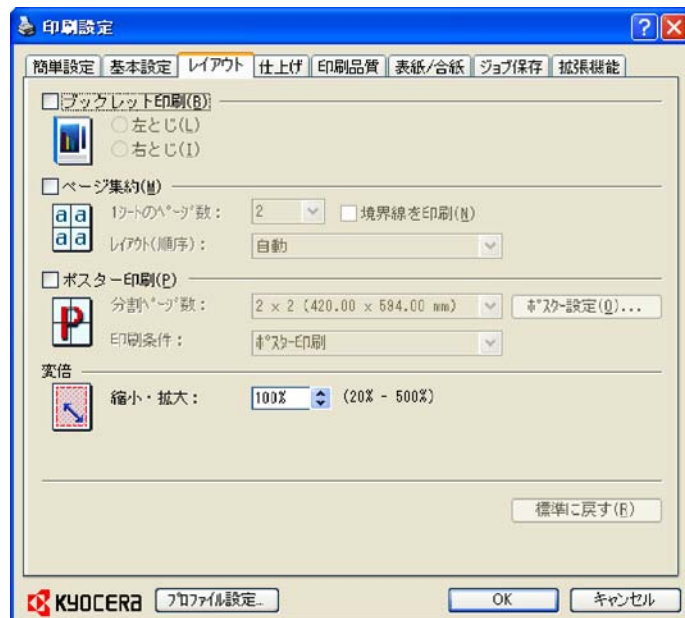 印刷設定
簡単設定 基本設定 レイアウト 仕上げ 印刷品質 表紙/合紙 ジョブ保存 拡張機能
ブックレット印刷(B)
左とじ(L)
右とじ(I)
ページ集約(M)
a a
a a
1シートのページ数: 2 境界線を印刷(N)
レイアウト(順序): 自動
ポスター印刷(P)
P
分割ページ数: 2 x 2 (420.00 x 594.00 mm) ポスター設定(O)...
印刷条件: ポスター印刷
変倍
縮小・拡大: 100% (20% - 500%)
標準に戻す(R)
KYOCERA プロファイル設定... OK キャンセル